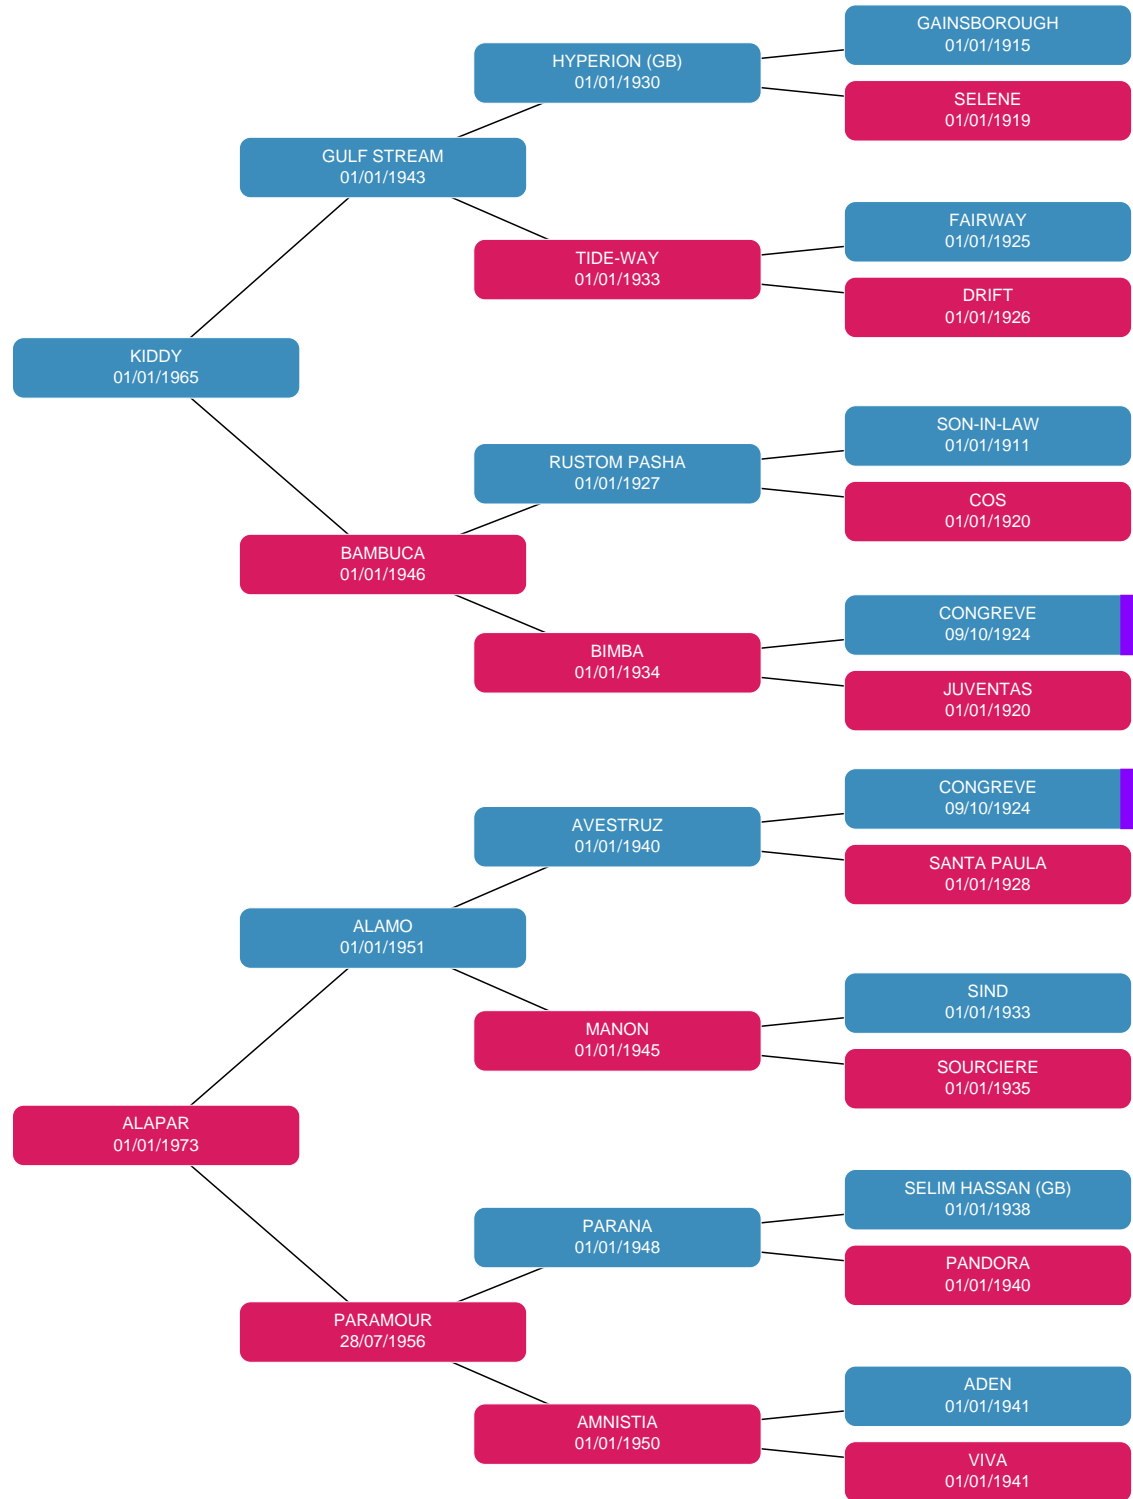 GAINSBOROUGH
01/01/1915
HYPERION (GB)
01/01/1930
SELENE
01/01/1919
GULF STREAM
01/01/1943
FAIRWAY
01/01/1925
TIDE-WAY
01/01/1933
DRIFT
01/01/1926
KIDDY
01/01/1965
SON-IN-LAW
01/01/1911
RUSTOM PASHA
01/01/1927
COS
01/01/1920
BAMBUCA
01/01/1946
CONGREVE
09/10/1924
BIMBA
01/01/1934
JUVENTAS
01/01/1920
CONGREVE
09/10/1924
AVESTRUZ
01/01/1940
SANTA PAULA
01/01/1928
ALAMO
01/01/1951
SIND
01/01/1933
MANON
01/01/1945
SOURCIERE
01/01/1935
ALAPAR
01/01/1973
SELIM HASSAN (GB)
01/01/1938
PARANA
01/01/1948
PANDORA
01/01/1940
PARAMOUR
28/07/1956
ADEN
01/01/1941
AMNISTIA
01/01/1950
VIVA
01/01/1941